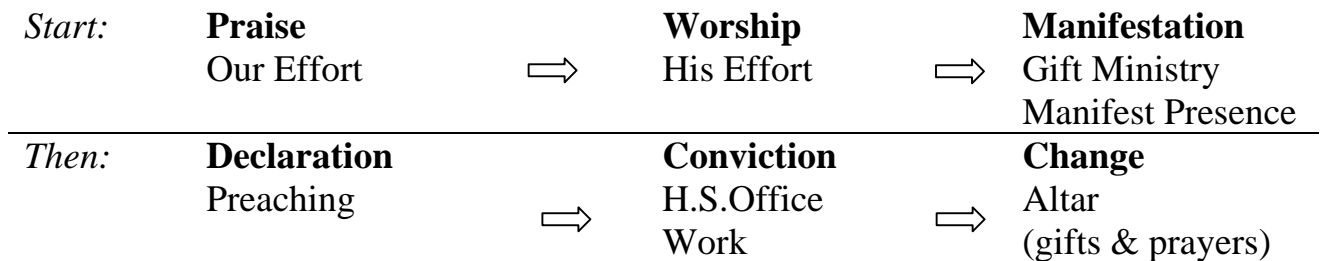 Start: Praise Worship Manifestation
Our Effort ⇨ His Effort ⇨ Gift Ministry
Manifest Presence
Then: Declaration Conviction Change
Preaching ⇨ H.S.Office ⇨ Altar
Work (gifts & prayers)